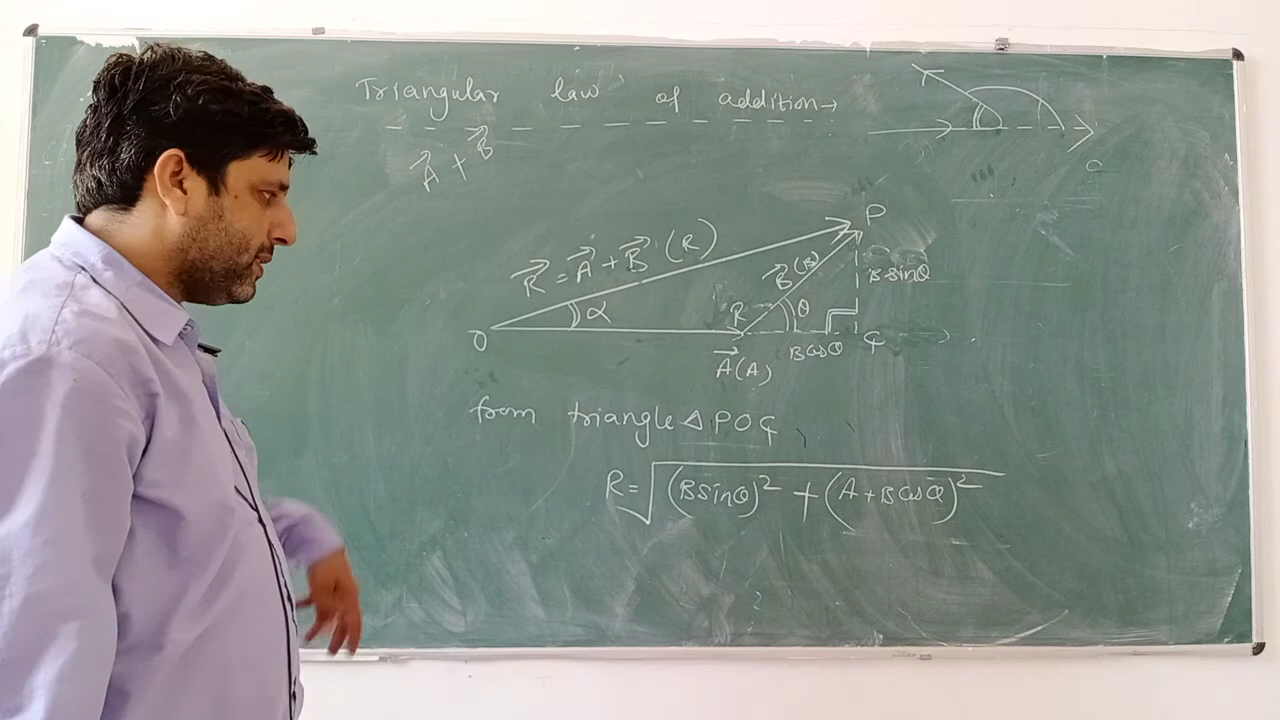 Triangular law of addition→
A⃗ + B⃗
θ
P
R⃗ = A⃗ + B⃗ (R)
B⃗(B)
B sinθ
α
R
θ
O
B cosθ
A⃗(A)
from triangle Δ POQ
R = √(B sinθ)² + (A + B cosθ)²